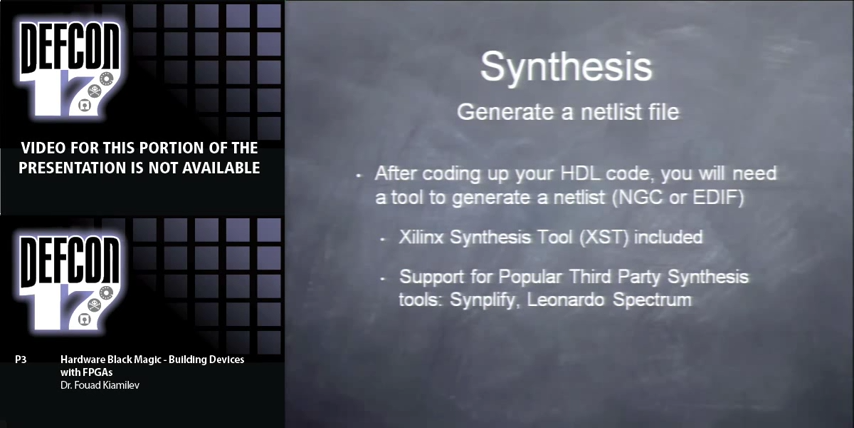 DEFCON
17
VIDEO FOR THIS PORTION OF THE
PRESENTATION IS NOT AVAILABLE
DEFCON
17
P3 Hardware Black Magic - Building Devices
with FPGAs
Dr. Fouad Kiamilev
Synthesis
Generate a netlist file
• After coding up your HDL code, you will need
a tool to generate a netlist (NGC or EDIF)
• Xilinx Synthesis Tool (XST) included
• Support for Popular Third Party Synthesis
tools: Synplify, Leonardo Spectrum